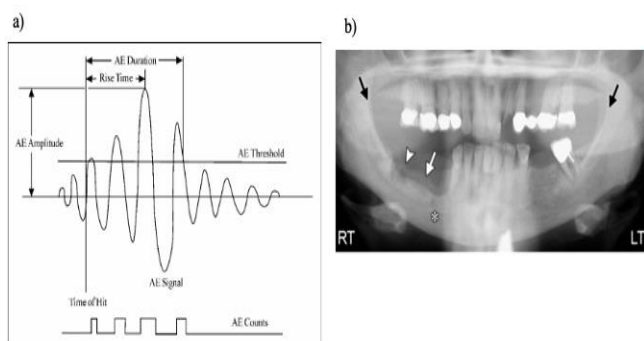 a)
AE Duration
Rise Time
AE Amplitude
AE Threshold
AE Signal
Time of Hit
AE Counts
b)
*
RT
LT